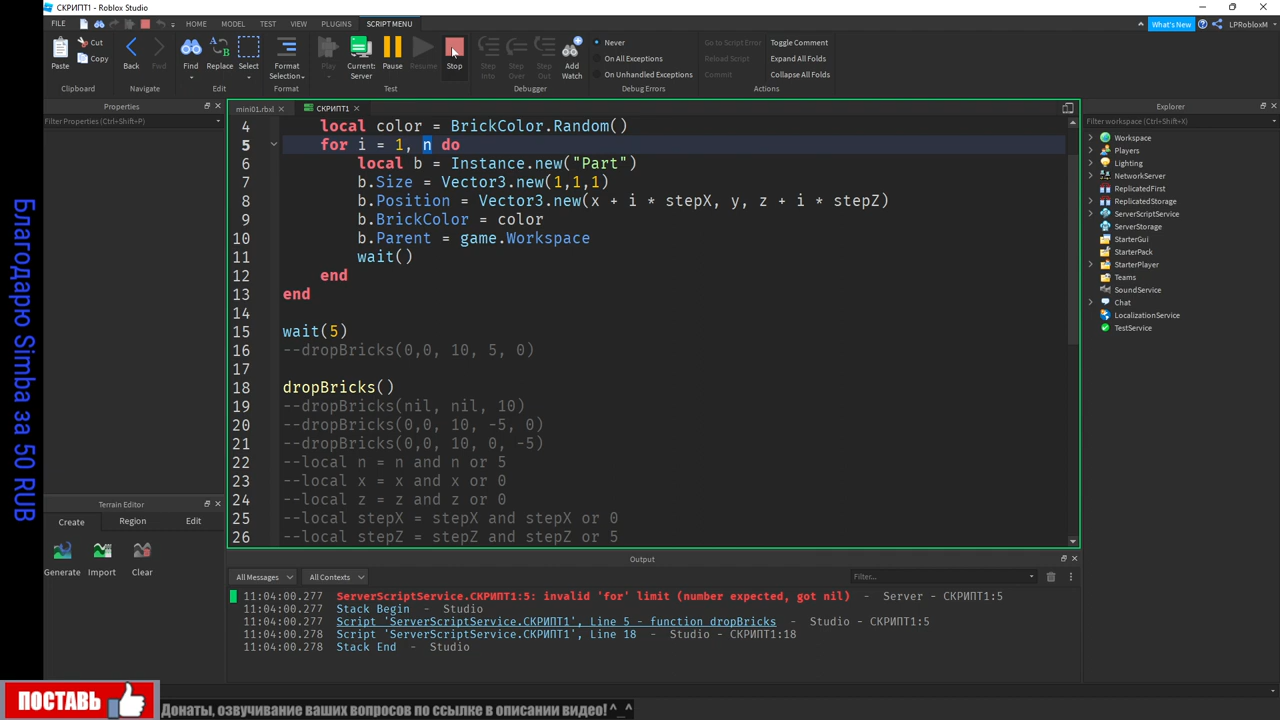 СКРИПТ1 - Roblox Studio
FILE HOME MODEL TEST VIEW PLUGINS SCRIPT MENU What's New LPRobloxM
Paste Cut Copy
Clipboard
Back Find
Navigate
Find Replace Select
Edit
Format Selection
Format
Play Current: Server Pause Resume Stop
Test
Step Into Step Over Step Out Add Watch
Debugger
Never
On All Exceptions
On Unhandled Exceptions
Debug Errors
Go to Script Error Toggle Comment
Reload Script Expand All Folds
Commit Collapse All Folds
Actions
Properties
Filter Properties (Ctrl+Shift+P)
mini01.rbxl СКРИПТ1
4 local color = BrickColor.Random()
5 for i = 1, n do
6 local b = Instance.new("Part")
7 b.Size = Vector3.new(1,1,1)
8 b.Position = Vector3.new(x + i * stepX, y, z + i * stepZ)
9 b.BrickColor = color
10 b.Parent = game.Workspace
11 wait()
12 end
13 end
14
15 wait(5)
16 --dropBricks(0,0, 10, 5, 0)
17
18 dropBricks()
19 --dropBricks(nil, nil, 10)
20 --dropBricks(0,0, 10, -5, 0)
21 --dropBricks(0,0, 10, 0, -5)
22 --local n = n and n or 5
23 --local x = x and x or 0
24 --local z = z and z or 0
25 --local stepX = stepX and stepX or 0
26 --local stepZ = stepZ and stepZ or 5
Explorer
Filter workspace (Ctrl+Shift+X)
Workspace
Players
Lighting
NetworkServer
ReplicatedFirst
ReplicatedStorage
ServerScriptService
ServerStorage
StarterGui
StarterPack
StarterPlayer
Teams
SoundService
Chat
LocalizationService
TestService
Terrain Editor
Create Region Edit
Generate Import Clear
Output
All Messages All Contexts Filter...
11:04:00.277 ServerScriptService.СКРИПТ1:5: invalid 'for' limit (number expected, got nil) - Server - СКРИПТ1:5
11:04:00.277 Stack Begin - Studio
11:04:00.277 Script 'ServerScriptService.СКРИПТ1', Line 5 - function dropBricks - Studio - СКРИПТ1:5
11:04:00.278 Script 'ServerScriptService.СКРИПТ1', Line 18 - Studio - СКРИПТ1:18
11:04:00.278 Stack End - Studio
Благодарю Simba за 50 RUB
ПОСТАВЬ
Донаты, озвучивание ваших вопросов по ссылке в описании видео! ^_^